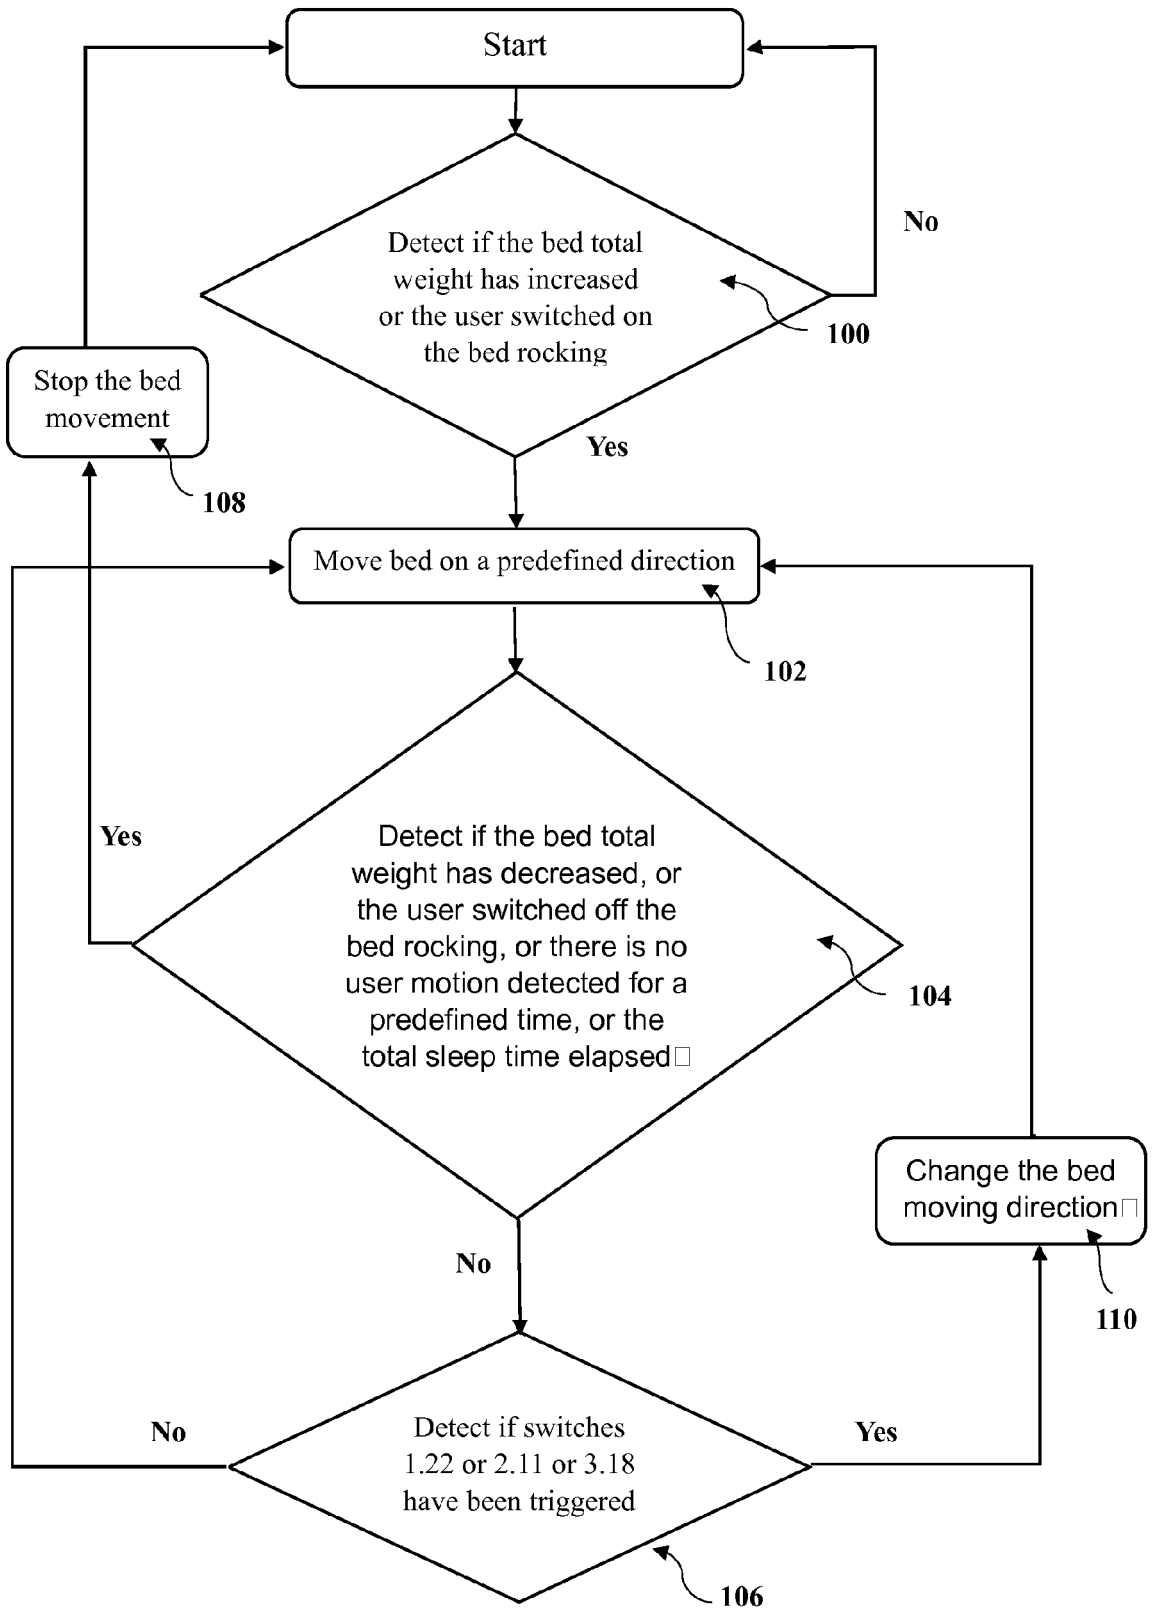 Start
No
Detect if the bed total
weight has increased
or the user switched on
the bed rocking
100
Stop the bed
movement
Yes
108
Move bed on a predefined direction
102
Yes
Detect if the bed total
weight has decreased, or
the user switched off the
bed rocking, or there is no
user motion detected for a
predefined time, or the
total sleep time elapsed□
104
Change the bed
moving direction□
No
110
No
Yes
Detect if switches
1.22 or 2.11 or 3.18
have been triggered
106